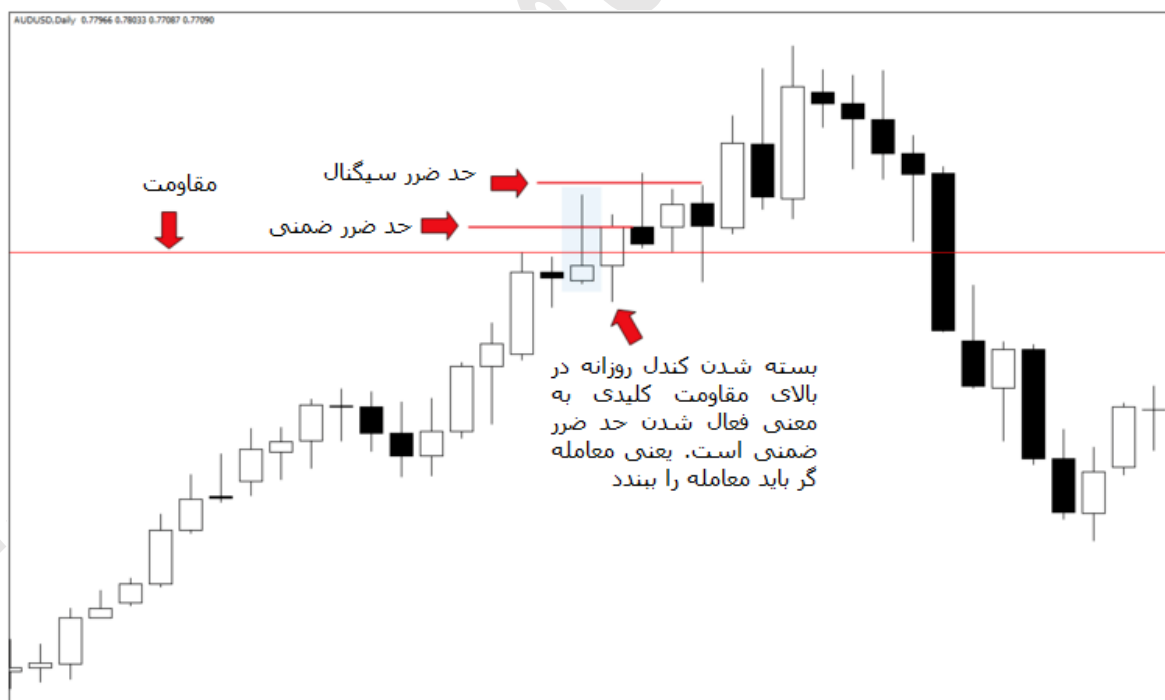 AUDUSD.Daily 0.77966 0.78033 0.77087 0.77090
حد ضرر سیگنال
مقاومت
حد ضرر ضمنی
بسته شدن کندل روزانه در
بالای مقاومت کلیدی به
معنی فعال شدن حد ضرر
ضمنی است. یعنی معامله
گر باید معامله را ببندد